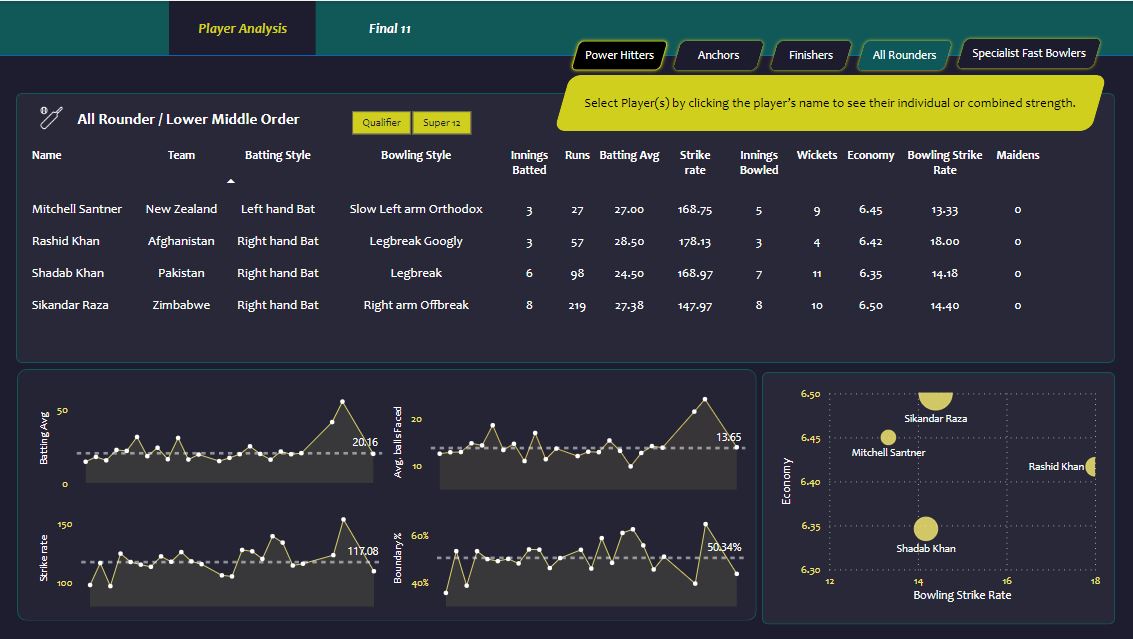 Player Analysis
Final 11
Power Hitters
Anchors
Finishers
All Rounders
Specialist Fast Bowlers
Select Player(s) by clicking the player's name to see their individual or combined strength.
All Rounder / Lower Middle Order
Qualifier
Super 12
Name Team Batting Style Bowling Style Innings Batted Runs Batting Avg Strike rate Innings Bowled Wickets Economy Bowling Strike Rate Maidens
Mitchell Santner New Zealand Left hand Bat Slow Left arm Orthodox 3 27 27.00 168.75 5 9 6.45 13.33 0
Rashid Khan Afghanistan Right hand Bat Legbreak Googly 3 57 28.50 178.13 3 4 6.42 18.00 0
Shadab Khan Pakistan Right hand Bat Legbreak 6 98 24.50 168.97 7 11 6.35 14.18 0
Sikandar Raza Zimbabwe Right hand Bat Right arm Offbreak 8 219 27.38 147.97 8 10 6.50 14.40 0
Batting Avg
50
0
20.16
Avg. balls Faced
20
10
13.65
Strike rate
150
100
117.08
Boundary%
60%
40%
50.34%
Economy
6.50
6.45
6.40
6.35
6.30
Sikandar Raza
Mitchell Santner
Rashid Khan
Shadab Khan
12 14 16 18
Bowling Strike Rate